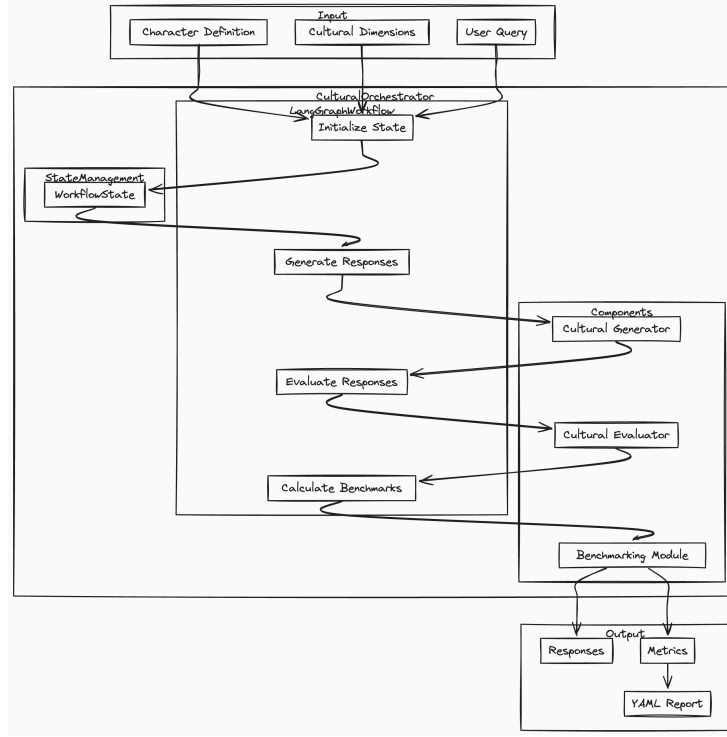 Input
Character Definition
Cultural Dimensions
User Query
CulturalOrchestrator
LangGraphWorkflow
Initialize State
StateManagement
WorkflowState
Generate Responses
Components
Cultural Generator
Evaluate Responses
Cultural Evaluator
Calculate Benchmarks
Benchmarking Module
Output
Responses
Metrics
YAML Report